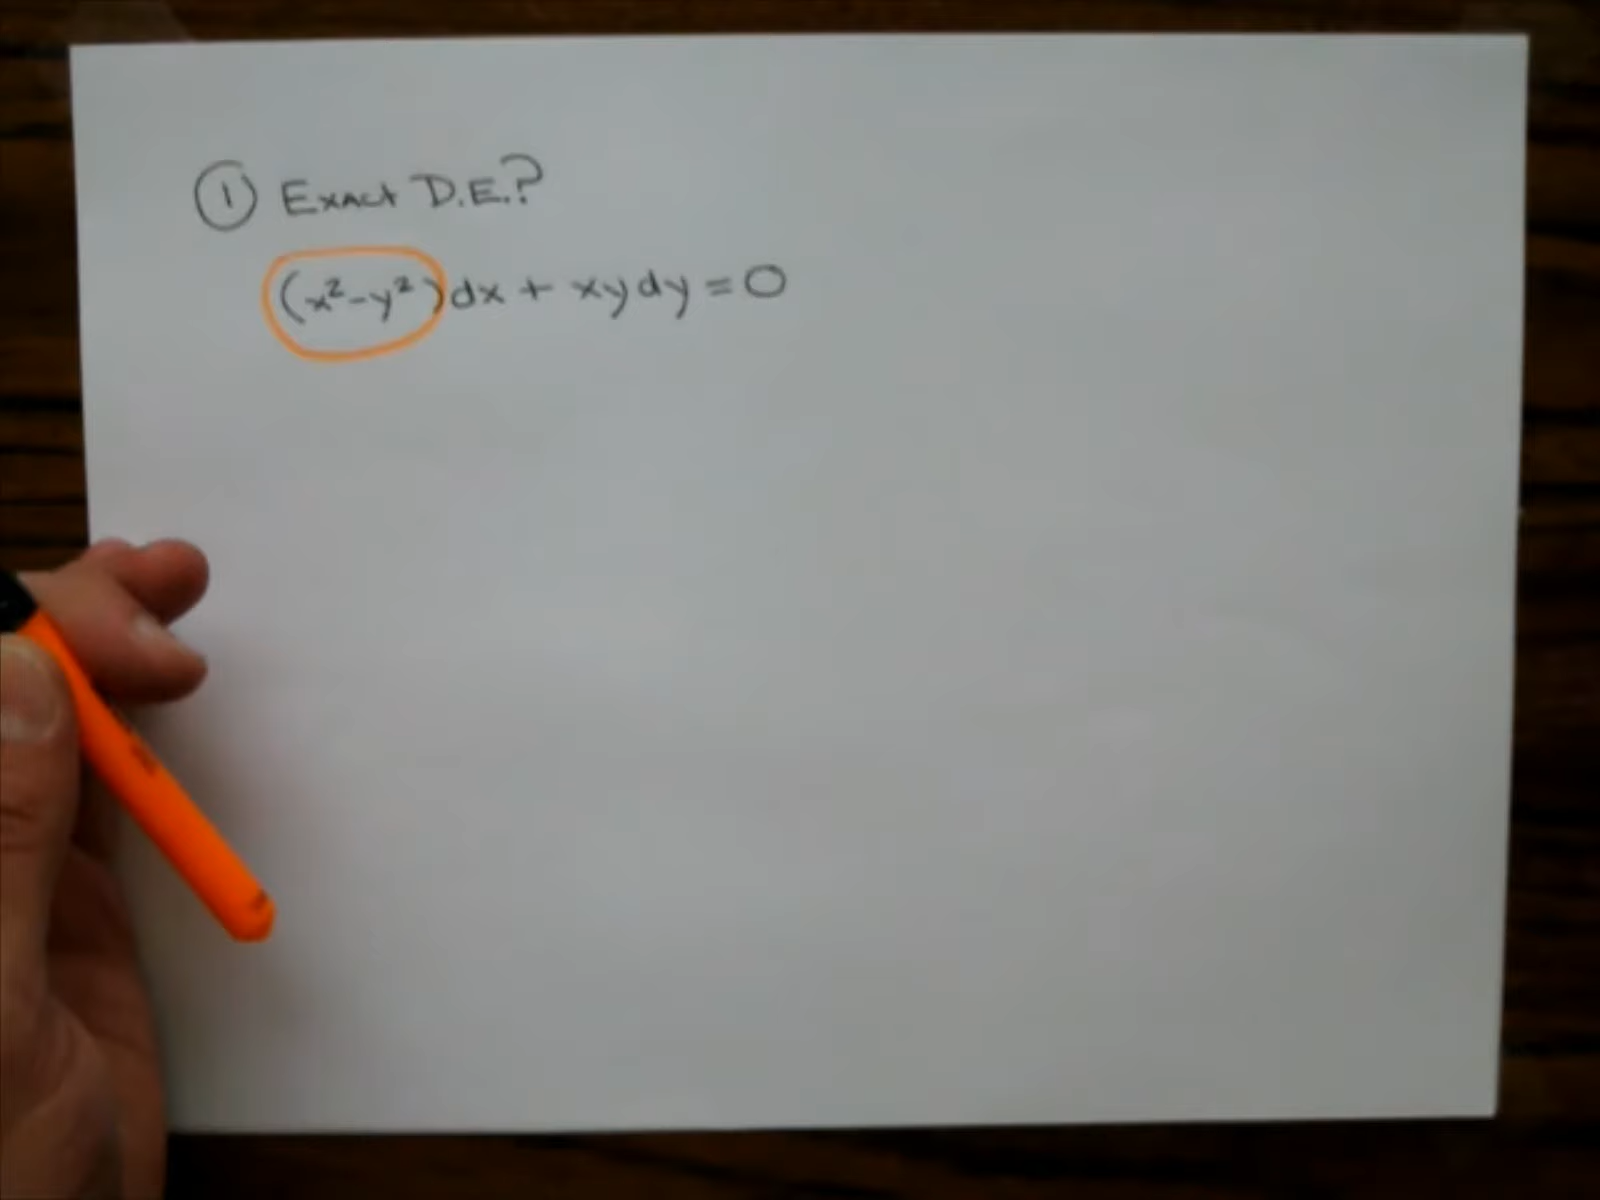 ① Exact D.E.?
(x²-y²)dx + xydy = 0